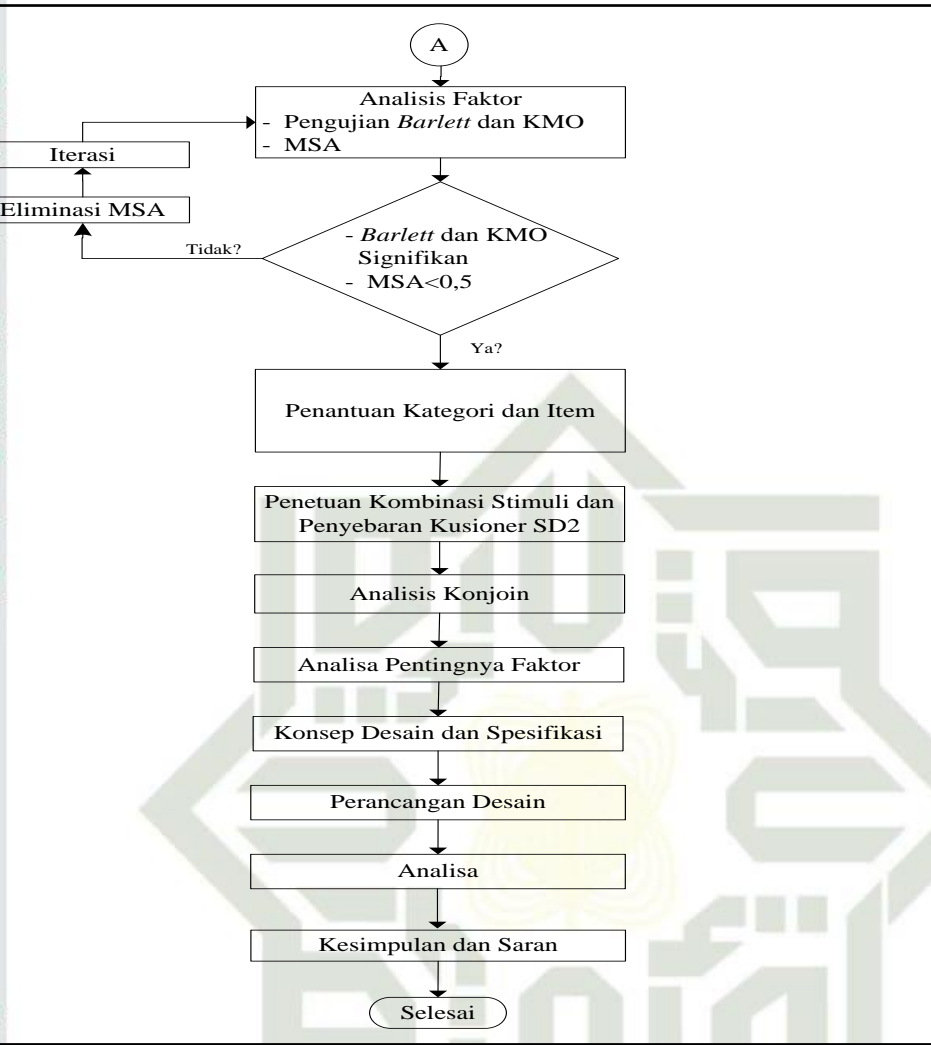 A
Analisis Faktor
- Pengujian Barlett dan KMO
- MSA
Iterasi
Eliminasi MSA
Tidak?
- Barlett dan KMO
Signifikan
- MSA<0,5
Ya?
Penantuan Kategori dan Item
Penetuan Kombinasi Stimuli dan
Penyebaran Kusioner SD2
Analisis Konjoin
Analisa Pentingnya Faktor
Konsep Desain dan Spesifikasi
Perancangan Desain
Analisa
Kesimpulan dan Saran
Selesai